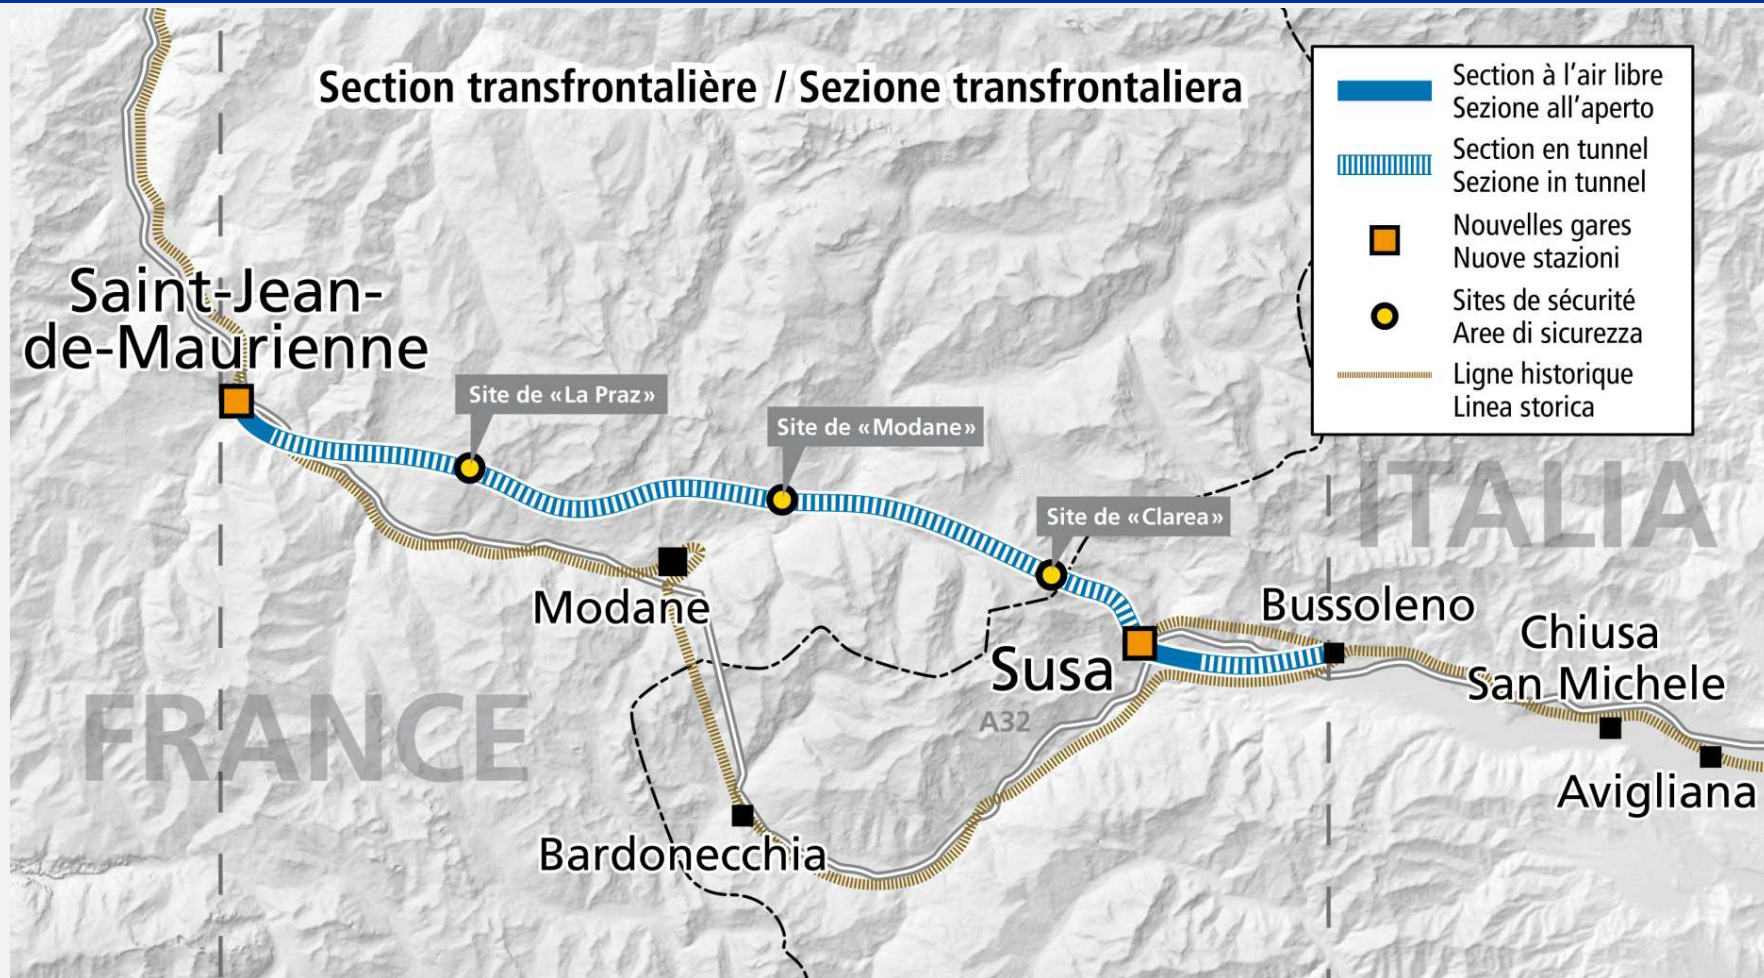 Section transfrontalière / Sezione transfrontaliera
Section à l'air libre
Sezione all'aperto
Section en tunnel
Sezione in tunnel
Nouvelles gares
Nuove stazioni
Sites de sécurité
Aree di sicurezza
Ligne historique
Linea storica
Saint-Jean-
de-Maurienne
Site de «La Praz»
Site de «Modane»
Site de «Clarea»
ITALIA
Modane
Bussoleno
Chiusa
San Michele
Susa
A32
FRANCE
Avigliana
Bardonecchia